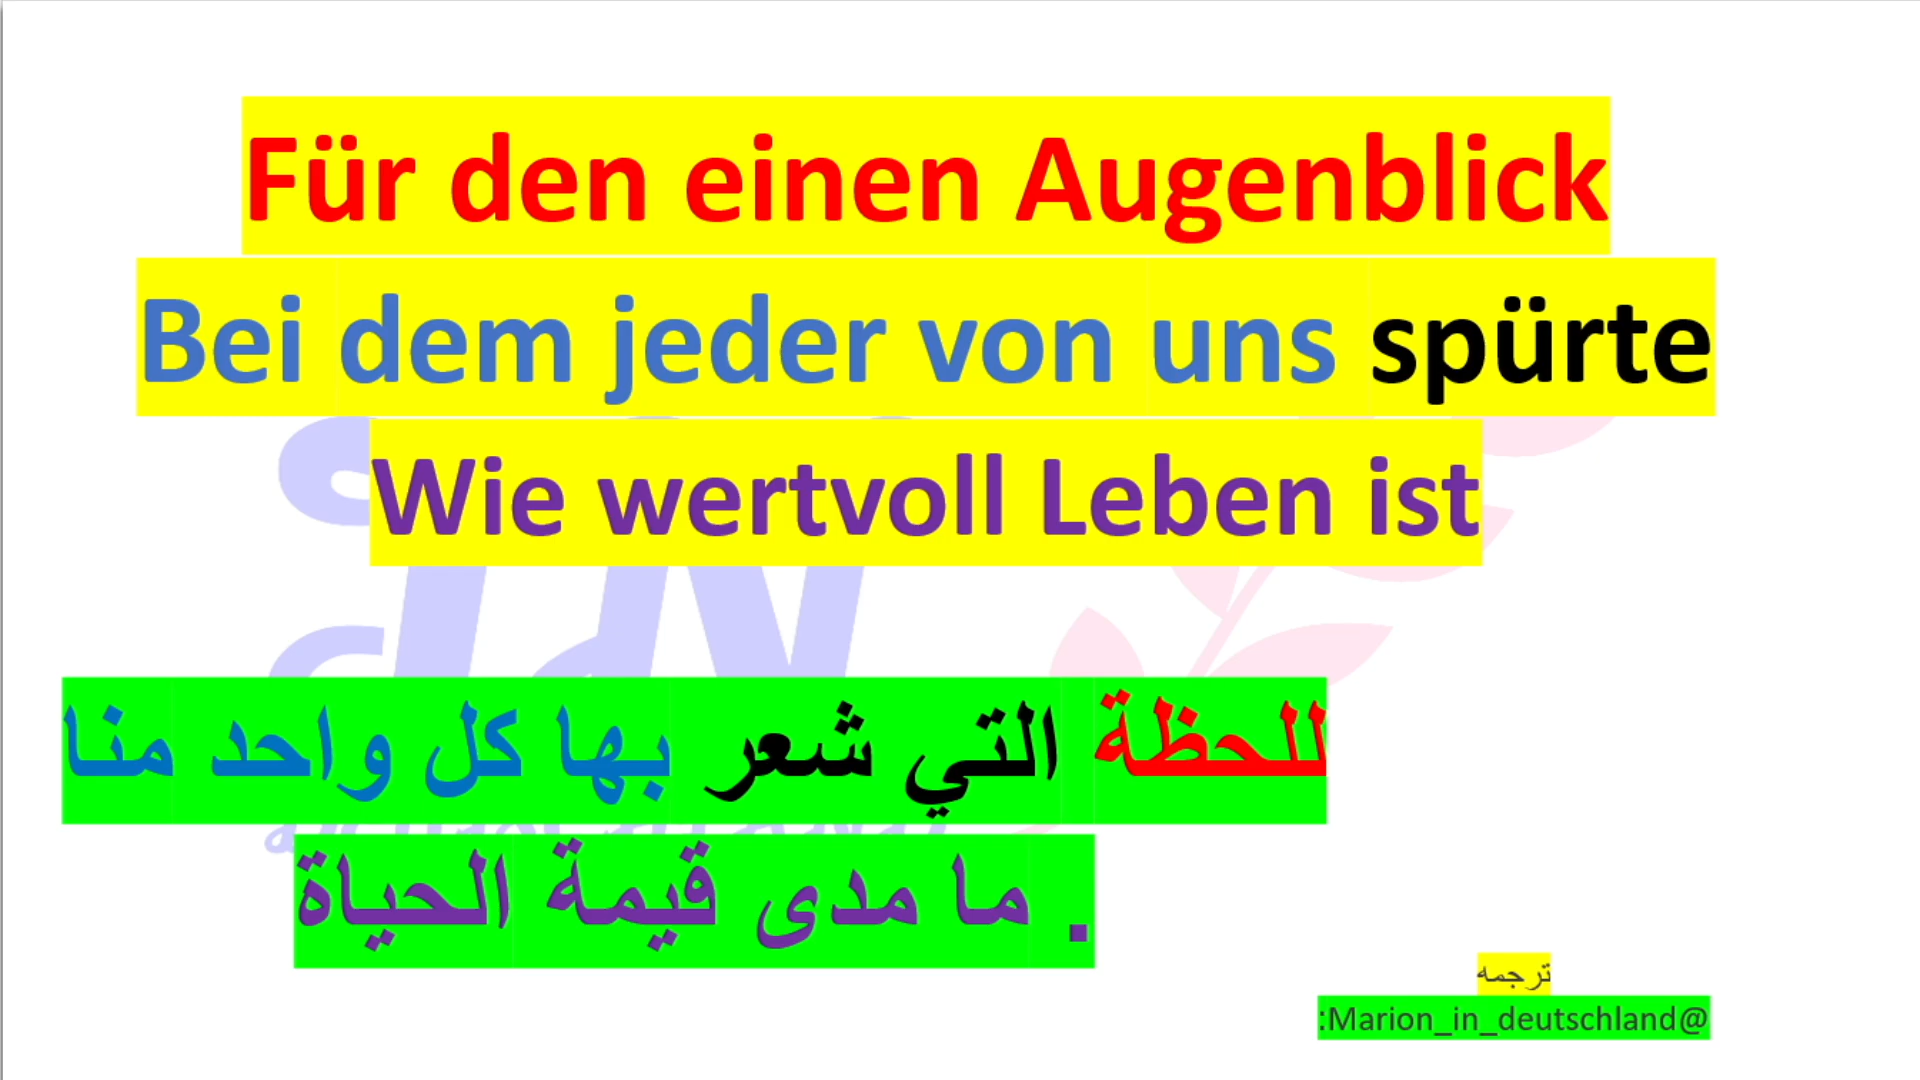 Für den einen Augenblick
Bei dem jeder von uns spürte
Wie wertvoll Leben ist
للحظة التي شعر بها كل واحد منا
. ما مدى قيمة الحياة
ترجمه
:Marion_in_deutschland@